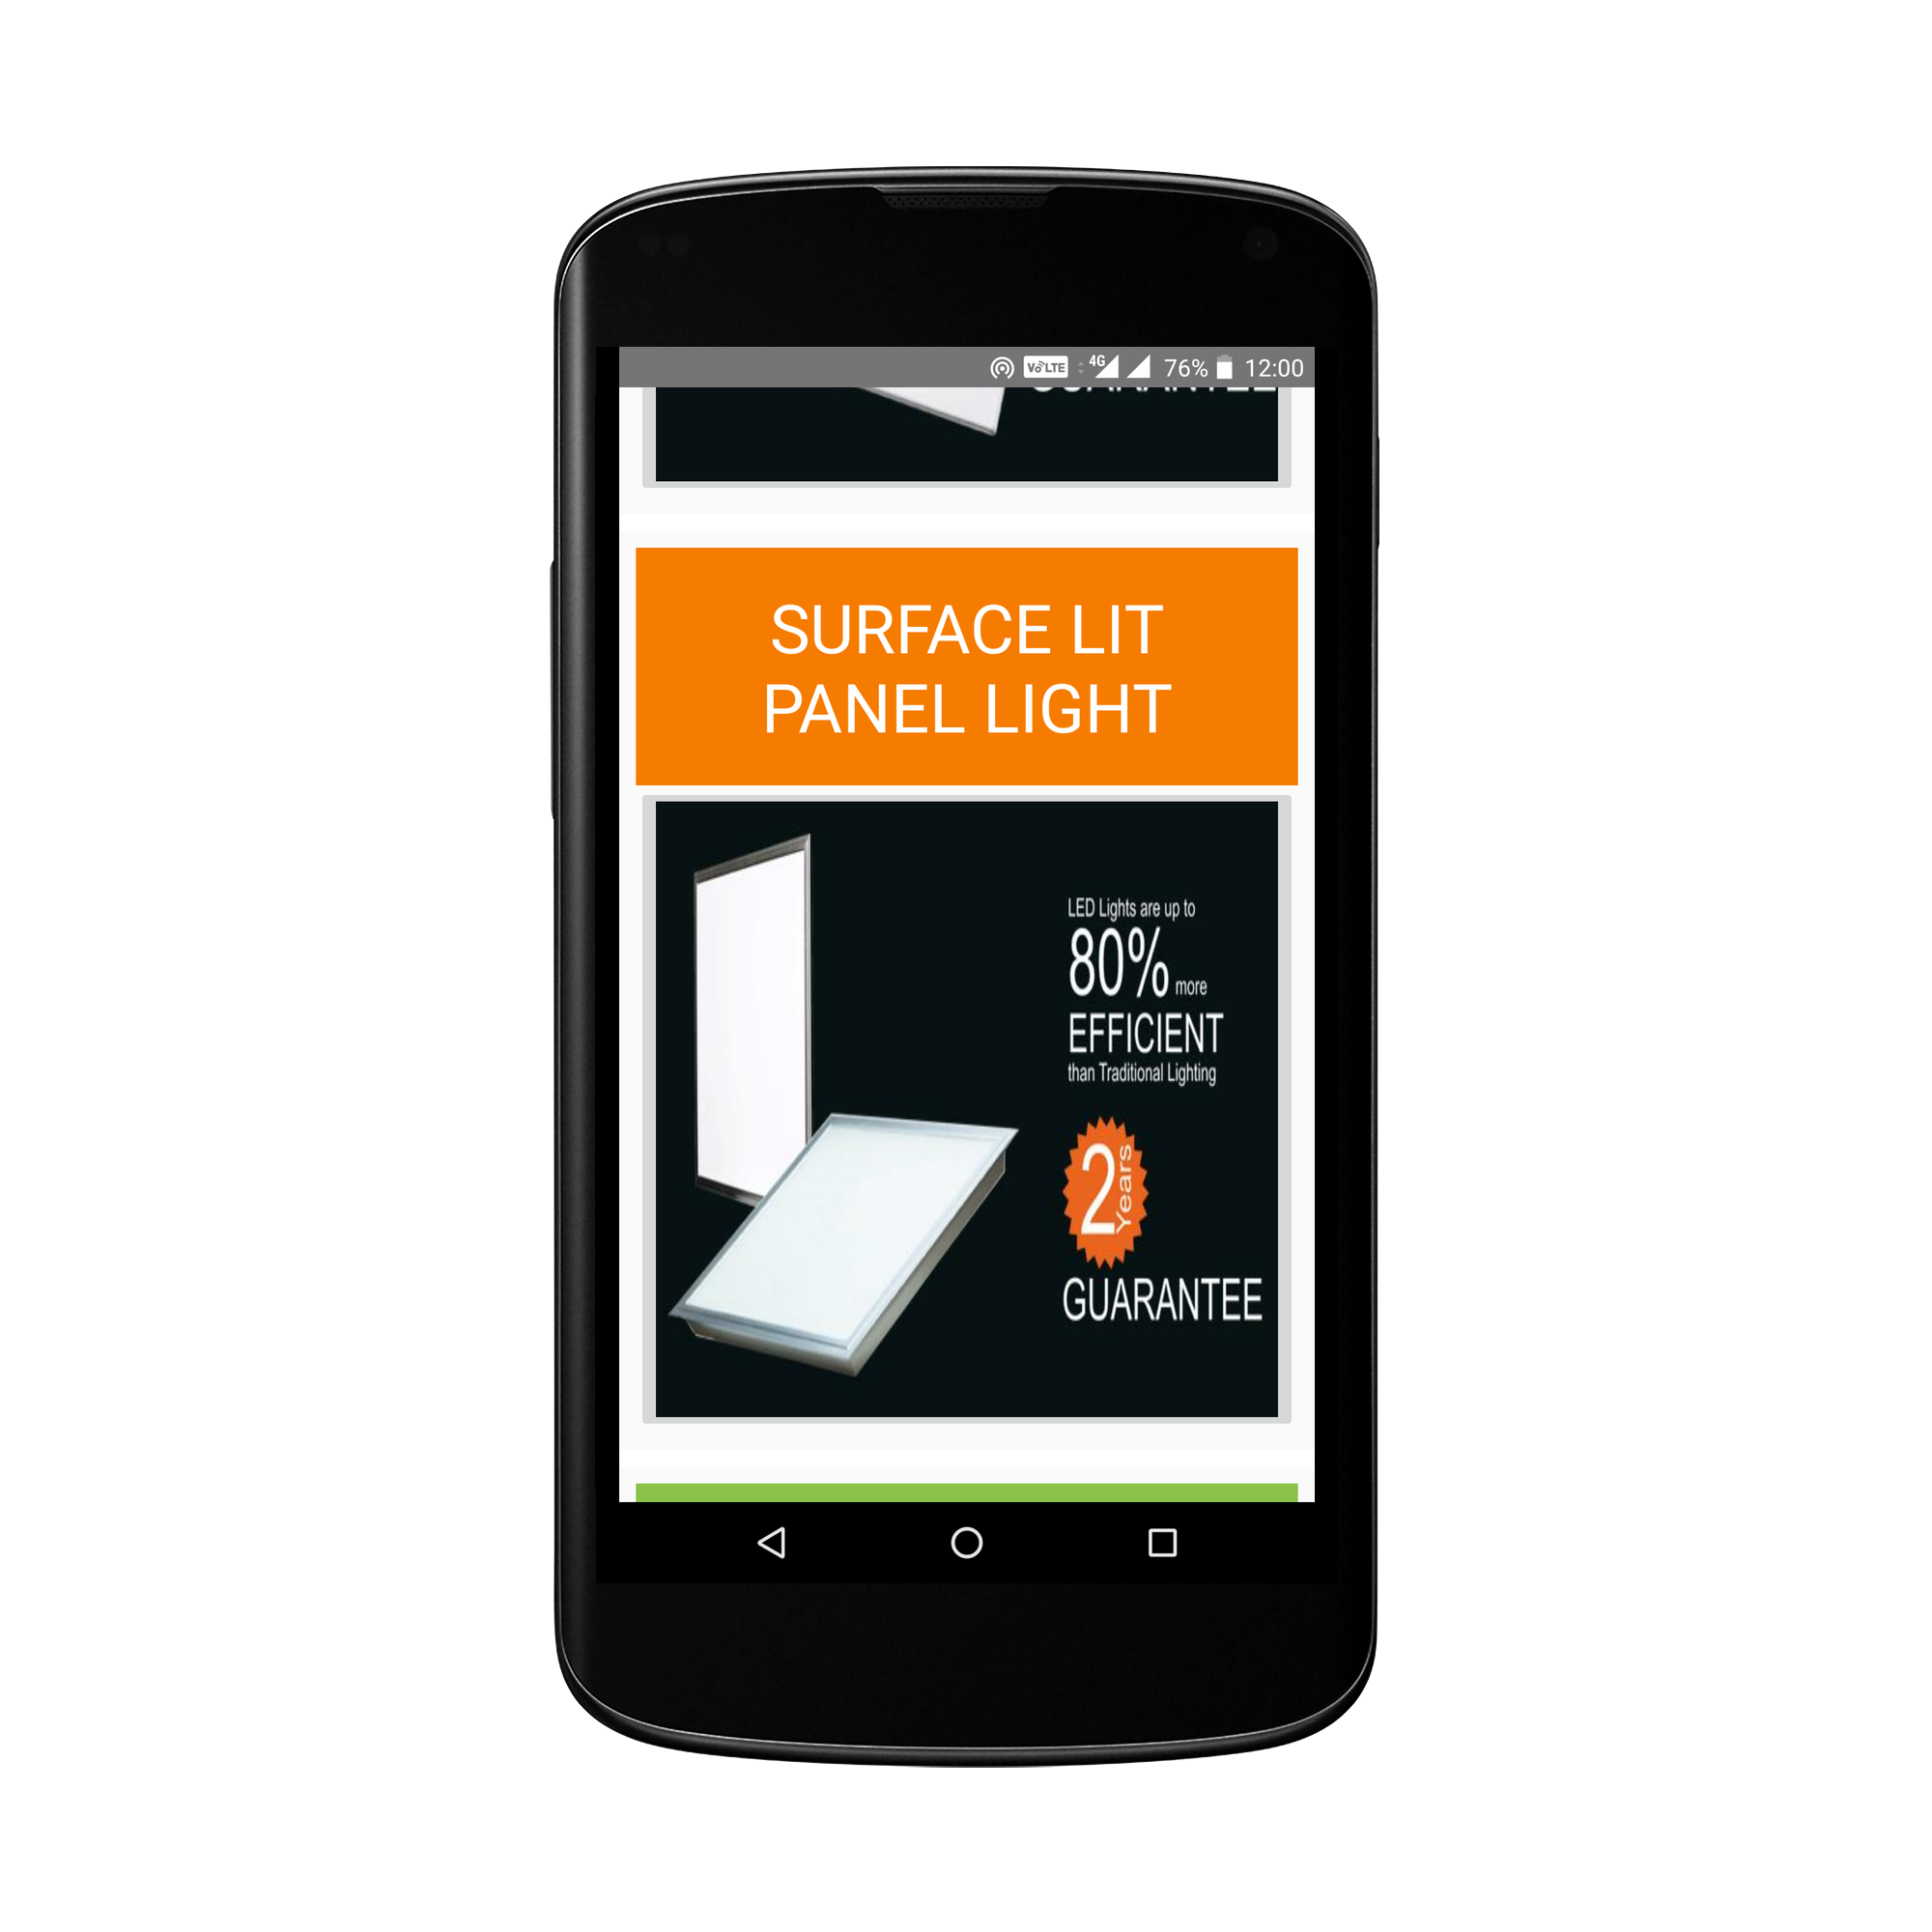 VoLTE 4G 76% 12:00
GUARANTEE
SURFACE LIT
PANEL LIGHT
LED Lights are up to
80% more
EFFICIENT
than Traditional Lighting
2 Years
GUARANTEE